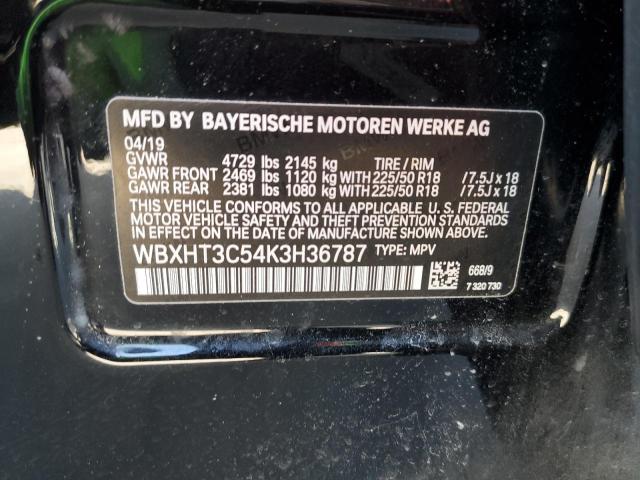 MFD BY BAYERISCHE MOTOREN WERKE AG
04/19
GVWR 4729 lbs 2145 kg TIRE / RIM
GAWR FRONT 2469 lbs 1120 kg WITH 225/50 R18 /7.5J x 18
GAWR REAR 2381 lbs 1080 kg WITH 225/50 R18 /7.5J x 18
THIS VEHICLE CONFORMS TO ALL APPLICABLE U. S. FEDERAL
MOTOR VEHICLE SAFETY AND THEFT PREVENTION STANDARDS
IN EFFECT ON THE DATE OF MANUFACTURE SHOWN ABOVE.
WBXHT3C54K3H36787 TYPE: MPV
668/9
7 320 730